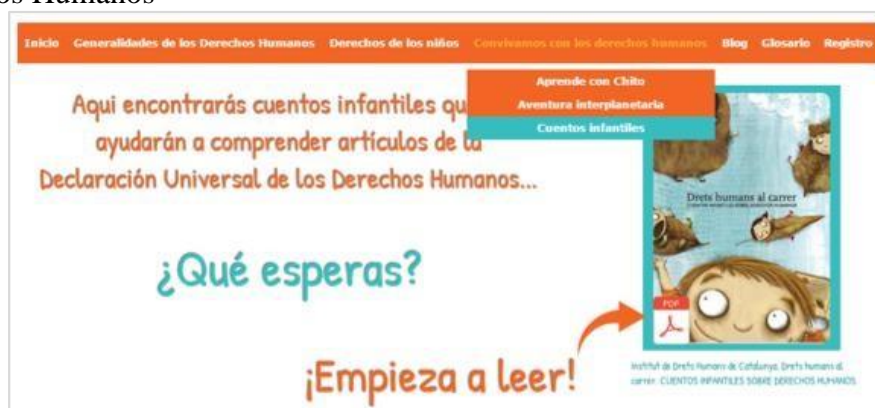 os Humanos
Inicio Generalidades de los Derechos Humanos Derechos de los niños Convivamos con los derechos humanos Blog Glosario Registro
Aprende con Chito
Aventura interplanetaria
Cuentos infantiles
Aqui encontrarás cuentos infantiles qu
ayudarán a comprender artículos de la
Declaración Universal de los Derechos Humanos...
¿Qué esperas?
¡Empieza a leer!
Drets humans al carrer
PDF
Institut de Drets Humans de Catalunya. Drets humans al
carrer. CUENTOS INFANTILES SOBRE DERECHOS HUMANOS.